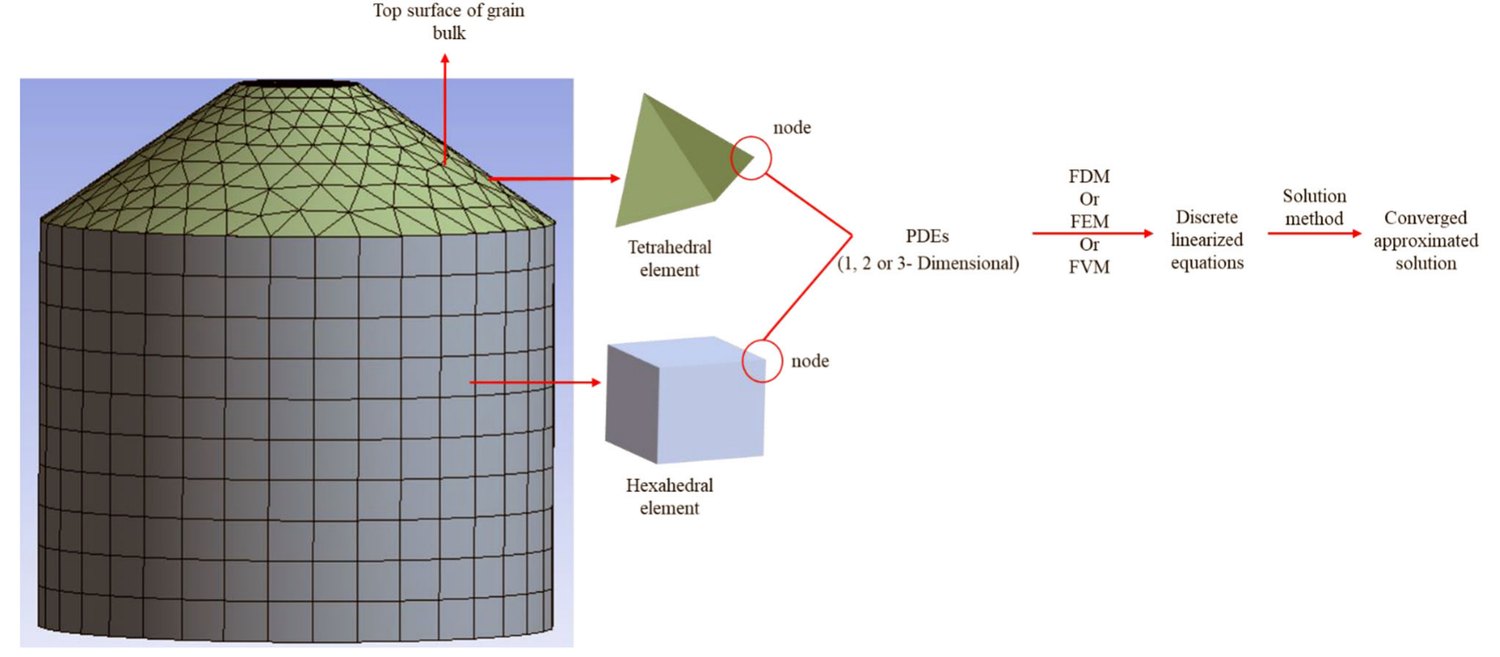 Top surface of grain
bulk
node
Tetrahedral
element
node
Hexahedral
element
PDEs
(1, 2 or 3- Dimensional)
FDM
Or
FEM
Or
FVM
Discrete
linearized
equations
Solution
method
Converged
approximated
solution